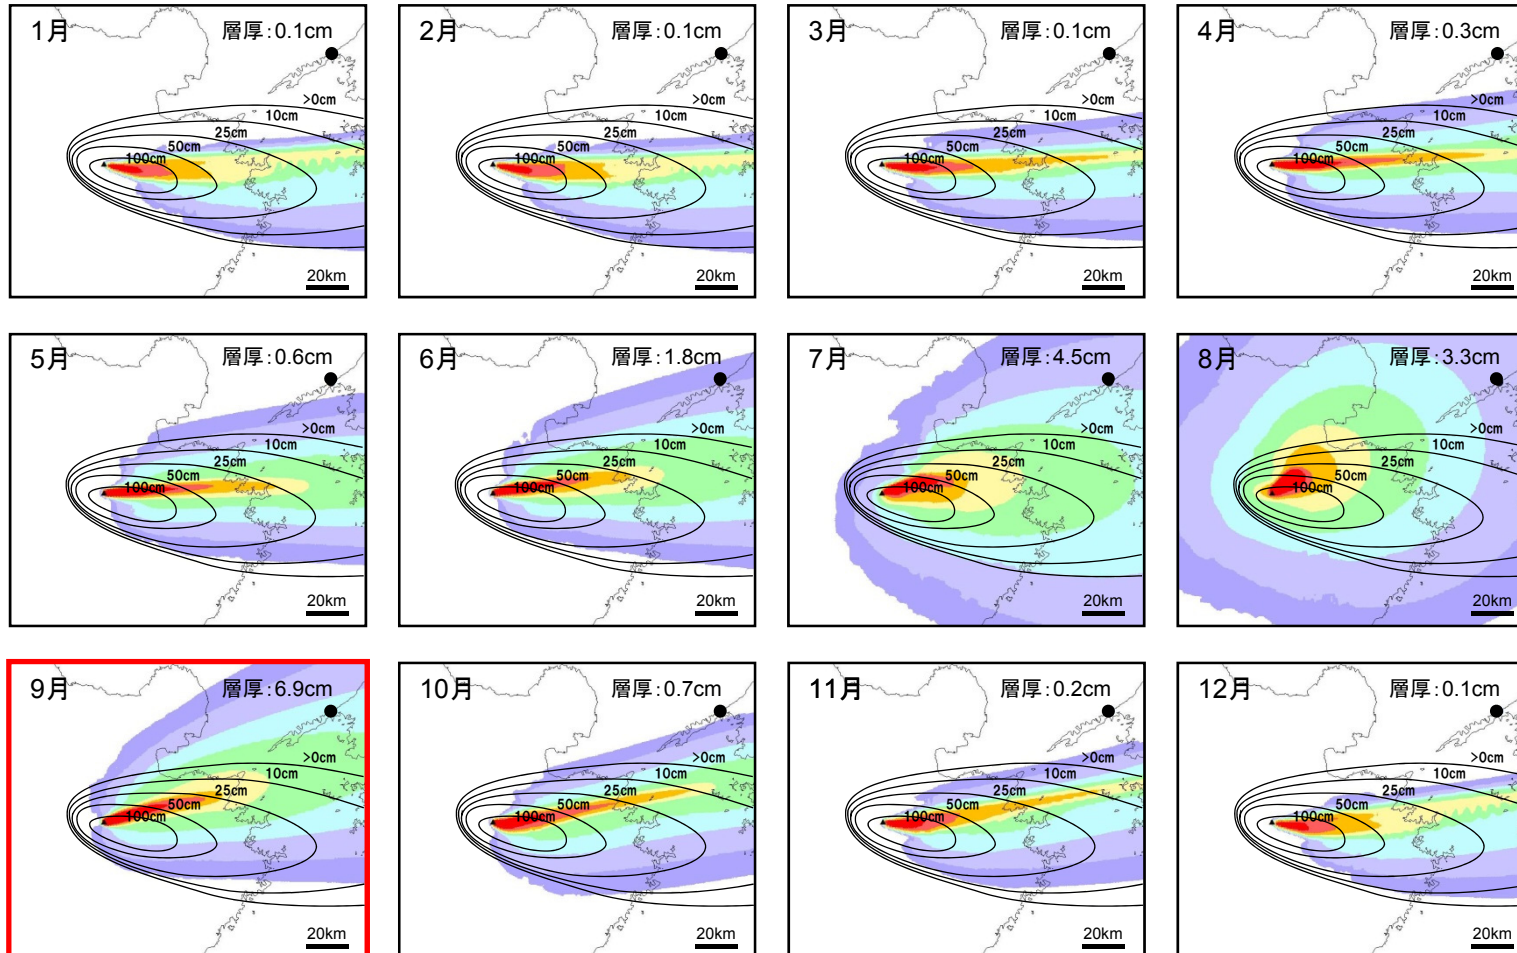 1月 層厚:0.1cm
>0cm
10cm
25cm
50cm
100cm
20km
2月 層厚:0.1cm
>0cm
10cm
25cm
50cm
100cm
20km
3月 層厚:0.1cm
>0cm
10cm
25cm
50cm
100cm
20km
4月 層厚:0.3cm
>0cm
10cm
25cm
50cm
100cm
20km
5月 層厚:0.6cm
>0cm
10cm
25cm
50cm
100cm
20km
6月 層厚:1.8cm
>0cm
10cm
25cm
50cm
100cm
20km
7月 層厚:4.5cm
>0cm
10cm
25cm
50cm
100cm
20km
8月 層厚:3.3cm
>0cm
10cm
25cm
50cm
100cm
20km
9月 層厚:6.9cm
>0cm
10cm
25cm
50cm
100cm
20km
10月 層厚:0.7cm
>0cm
10cm
25cm
50cm
100cm
20km
11月 層厚:0.2cm
>0cm
10cm
25cm
50cm
100cm
20km
12月 層厚:0.1cm
>0cm
10cm
25cm
50cm
100cm
20km